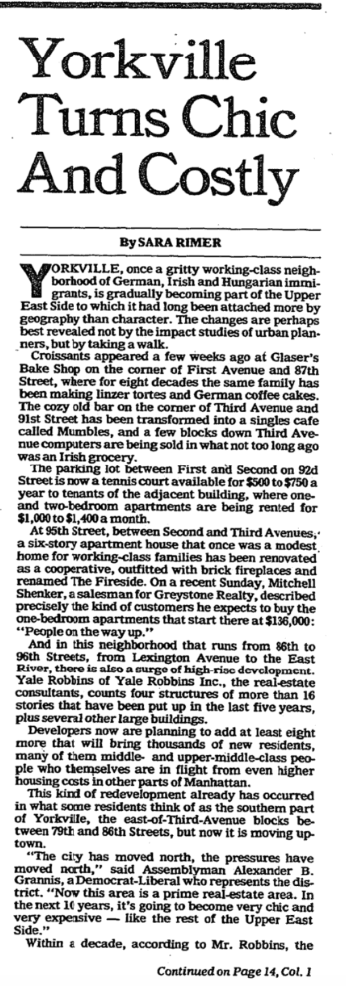 Yorkville
Turns Chic
And Costly
By SARA RIMER
YORKVILLE, once a gritty working-class neigh-
borhood of German, Irish and Hungarian immi-
grants, is gradually becoming part of the Upper
East Side to which it had long been attached more by
geography than character. The changes are perhaps
best revealed not by the impact studies of urban plan-
ners, but by taking a walk.
Croissants appeared a few weeks ago at Glaser's
Bake Shop on the corner of First Avenue and 87th
Street, where for eight decades the same family has
been making linzer tortes and German coffee cakes.
The cozy old bar on the corner of Third Avenue and
91st Street has been transformed into a singles cafe
called Mumbles, and a few blocks down Third Ave-
nue computers are being sold in what not too long ago
was an Irish grocery.
The parking lot between First and Second on 92d
Street is now a tennis court available for $500 to $750 a
year to tenants of the adjacent building, where one-
and two-bedroom apartments are being rented for
$1,000 to $1,400 a month.
At 95th Street, between Second and Third Avenues,
a six-story apartment house that once was a modest
home for working-class families has been renovated
as a cooperative, outfitted with brick fireplaces and
renamed The Fireside. On a recent Sunday, Mitchell
Shenker, a salesman for Greystone Realty, described
precisely the kind of customers he expects to buy the
one-bedroom apartments that start there at $136,000:
"People on the way up."
And in this neighborhood that runs from 86th to
96th Streets, from Lexington Avenue to the East
River, there is also a surge of high-rise development.
Yale Robbins of Yale Robbins Inc., the real-estate
consultants, counts four structures of more than 16
stories that have been put up in the last five years,
plus several other large buildings.
Developers now are planning to add at least eight
more that will bring thousands of new residents,
many of them middle- and upper-middle-class peo-
ple who themselves are in flight from even higher
housing costs in other parts of Manhattan.
This kind of redevelopment already has occurred
in what some residents think of as the southern part
of Yorkville, the east-of-Third-Avenue blocks be-
tween 79th and 86th Streets, but now it is moving up-
town.
"The city has moved north, the pressures have
moved north," said Assemblyman Alexander B.
Grannis, a Democrat-Liberal who represents the dis-
trict. "Now this area is a prime real-estate area. In
the next 10 years, it's going to become very chic and
very expensive — like the rest of the Upper East
Side."
Within a decade, according to Mr. Robbins, the
Continued on Page 14, Col. 1